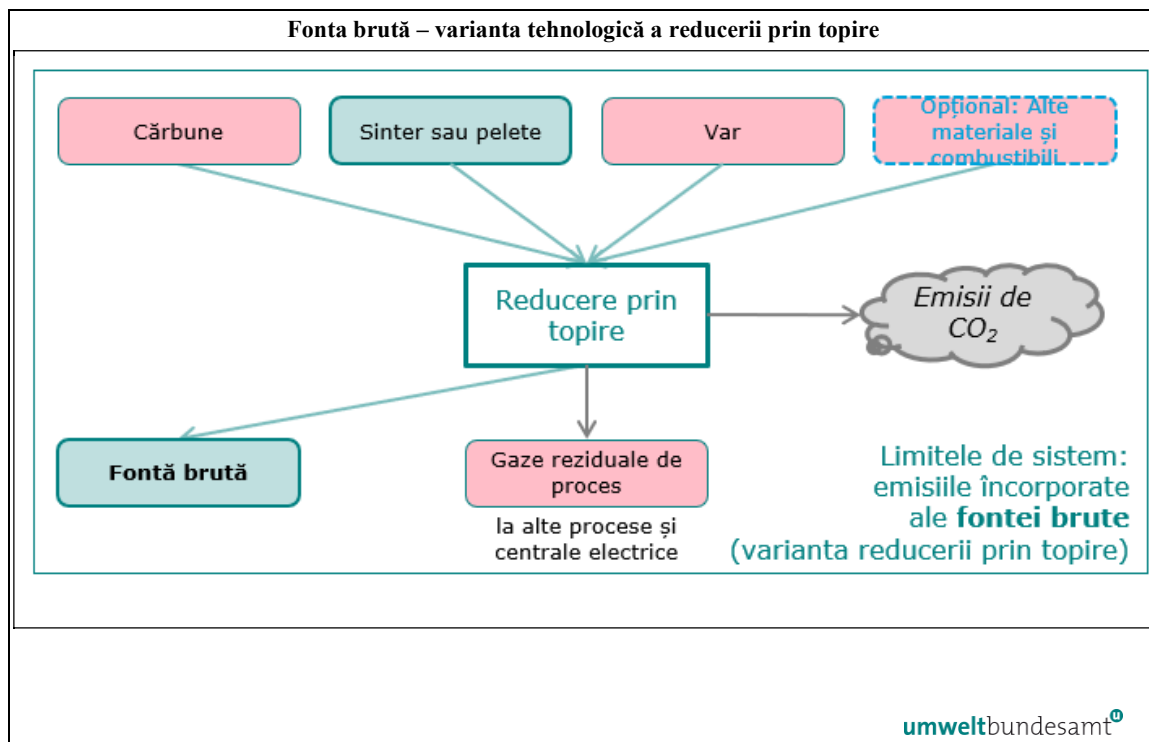 Fonta brută – varianta tehnologică a reducerii prin topire
Cărbune
Sinter sau pelete
Var
Opțional: Alte
materiale și
combustibili
Reducere prin
topire
Emisii de
CO₂
Fontă brută
Gaze reziduale de
proces
la alte procese și
centrale electrice
Limitele de sistem:
emisiile încorporate
ale fontei brute
(varianta reducerii prin topire)
umweltbundesamt